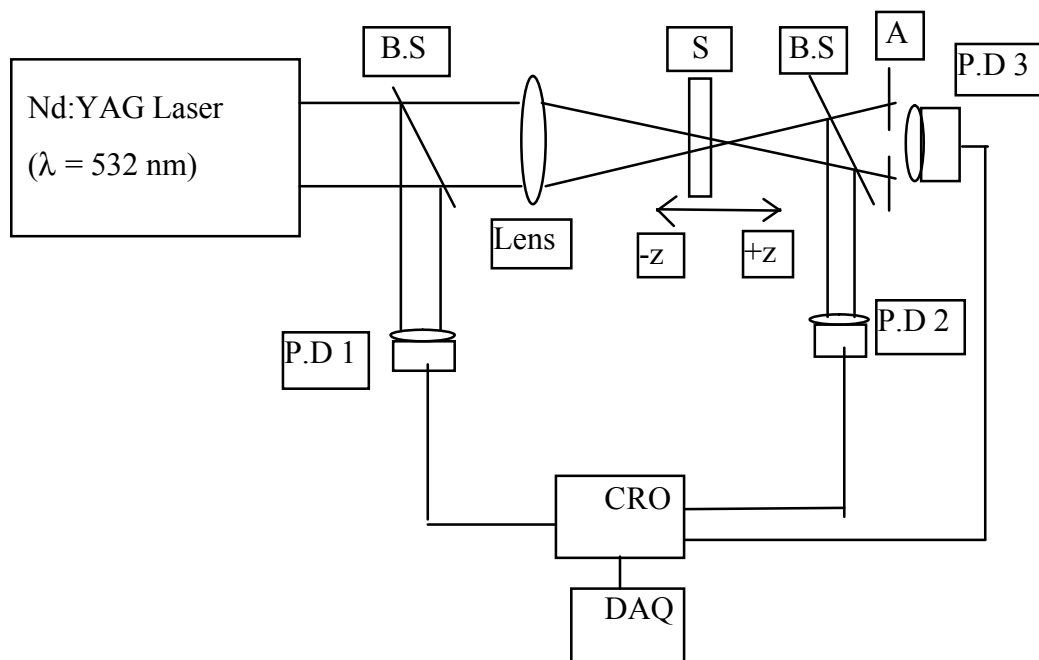 B.S
S
B.S
A
P.D 3
Nd:YAG Laser
(λ = 532 nm)
Lens
-z
+z
P.D 1
P.D 2
CRO
DAQ